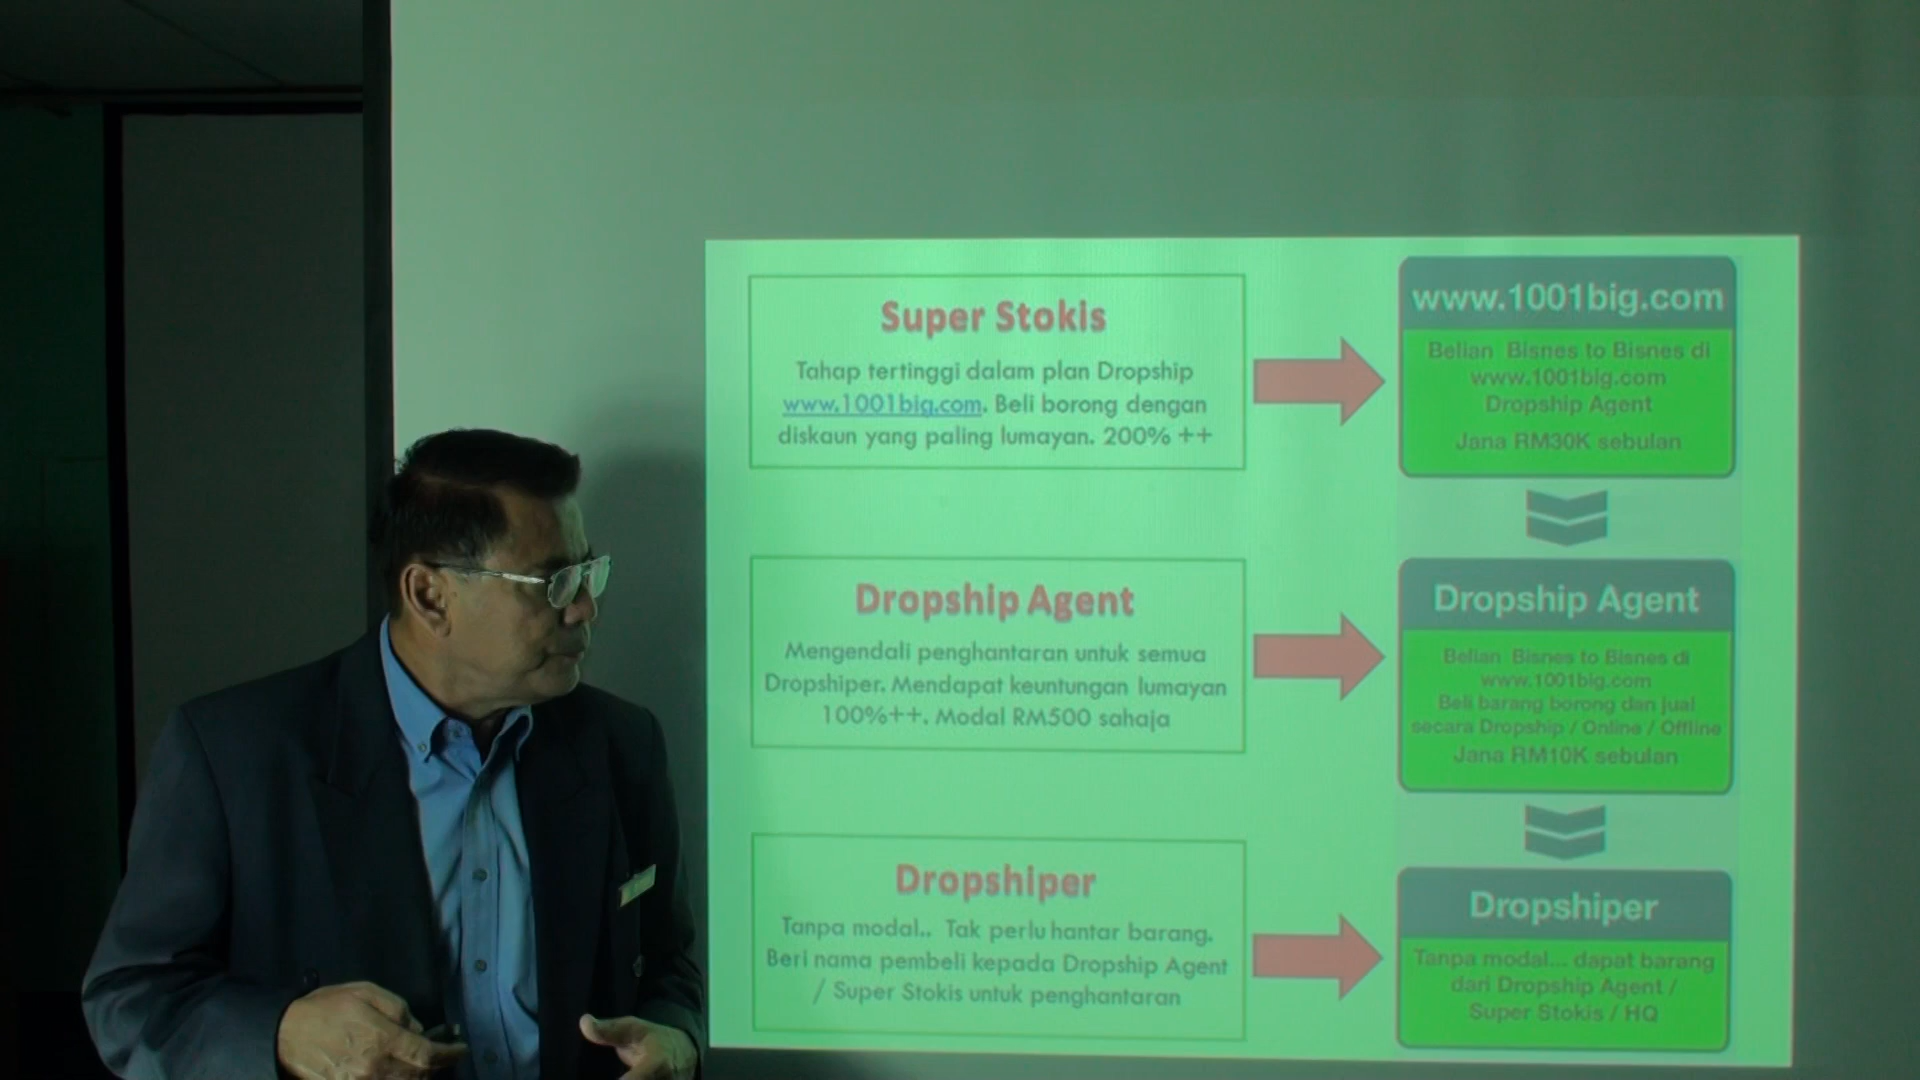 Super Stokis
Tahap tertinggi dalam plan Dropship
www.1001big.com. Beli borong dengan
diskaun yang paling lumayan. 200% ++
www.1001big.com
Belian Bisnes to Bisnes di
www.1001big.com
Dropship Agent
Jana RM30K sebulan
Dropship Agent
Mengendali penghantaran untuk semua
Dropshiper. Mendapat keuntungan lumayan
100%++. Modal RM500 sahaja
Dropship Agent
Belian Bisnes to Bisnes di
www.1001big.com
Beli barang borong dan jual
secara Dropship / Online / Offline
Jana RM10K sebulan
Dropshiper
Tanpa modal.. Tak perlu hantar barang.
Beri nama pembeli kepada Dropship Agent
/ Super Stokis untuk penghantaran
Dropshiper
Tanpa modal... dapat barang
dari Dropship Agent /
Super Stokis / HQ